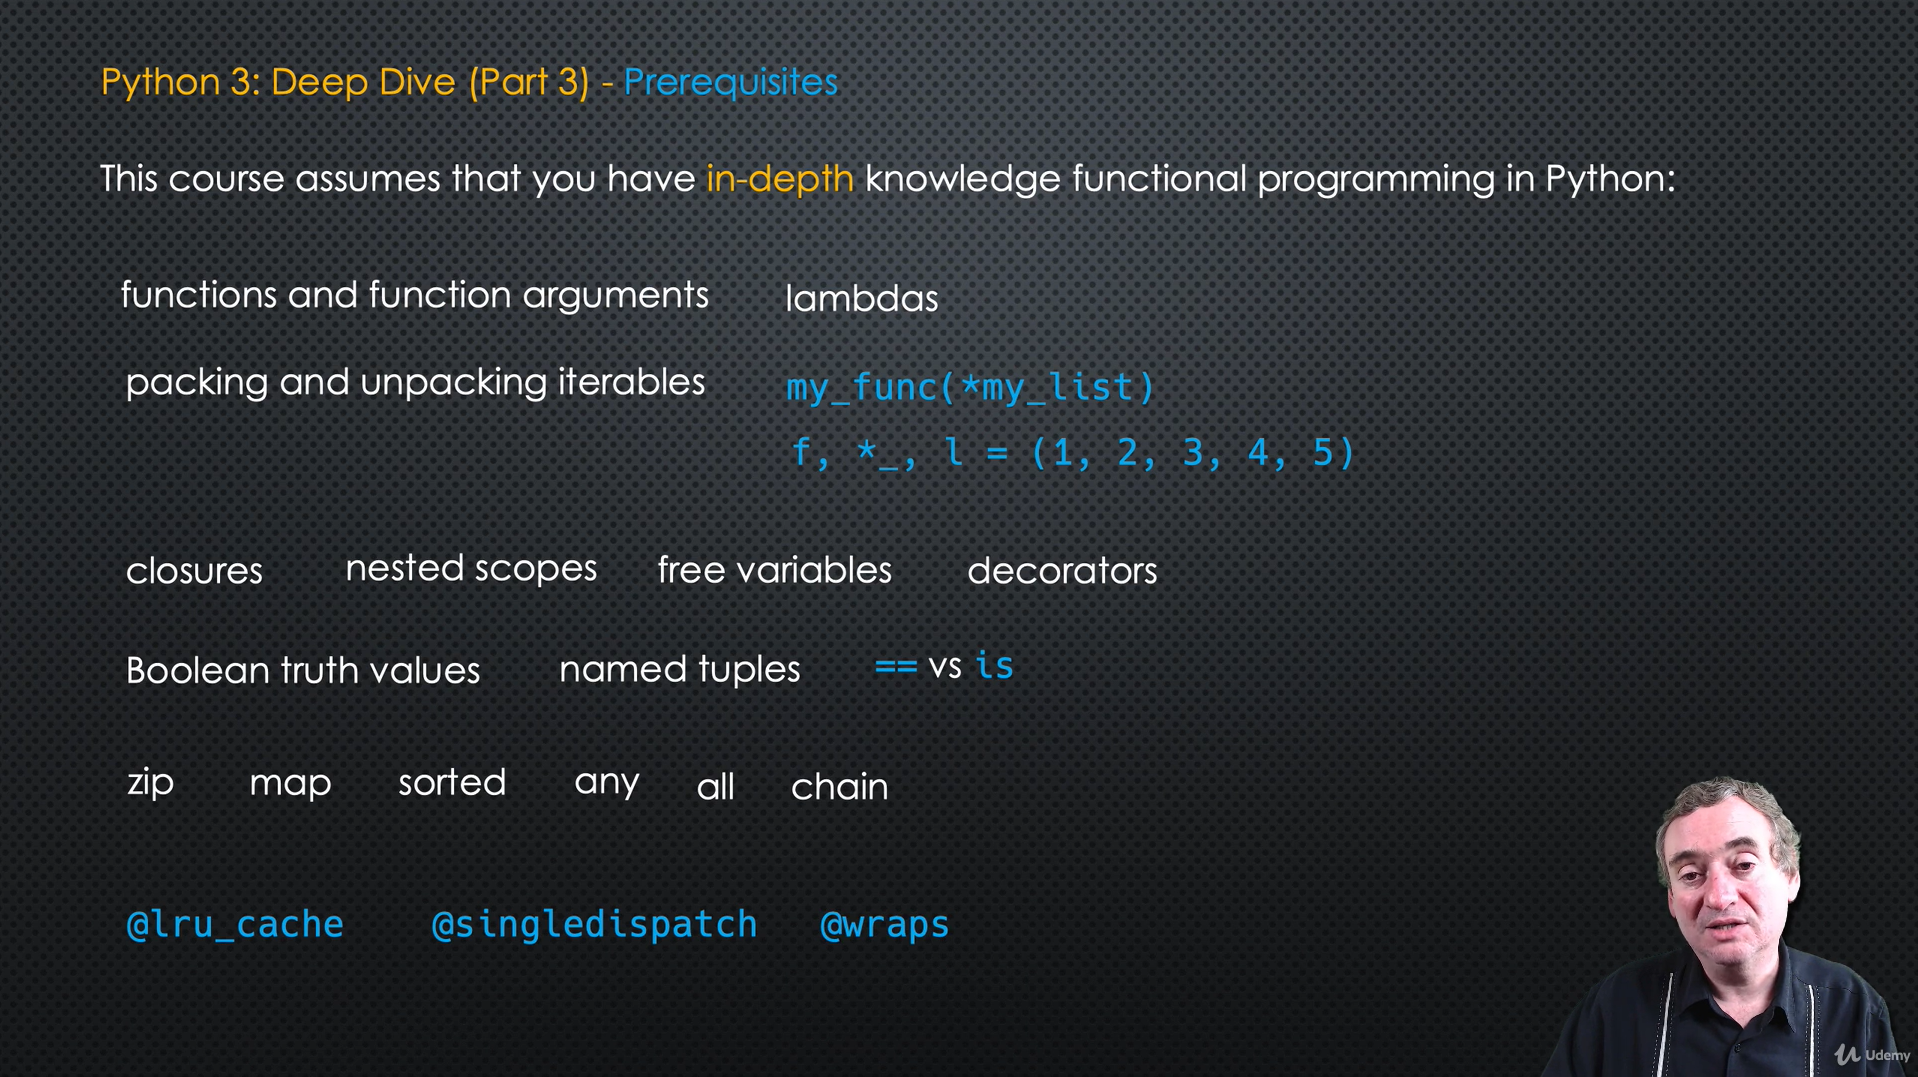 Python 3: Deep Dive (Part 3) - Prerequisites
This course assumes that you have in-depth knowledge functional programming in Python:
functions and function arguments lambdas
packing and unpacking iterables my_func(*my_list)
f, *_, l = (1, 2, 3, 4, 5)
closures nested scopes free variables decorators
Boolean truth values named tuples == vs is
zip map sorted any all chain
@lru_cache @singledispatch @wraps
Udemy